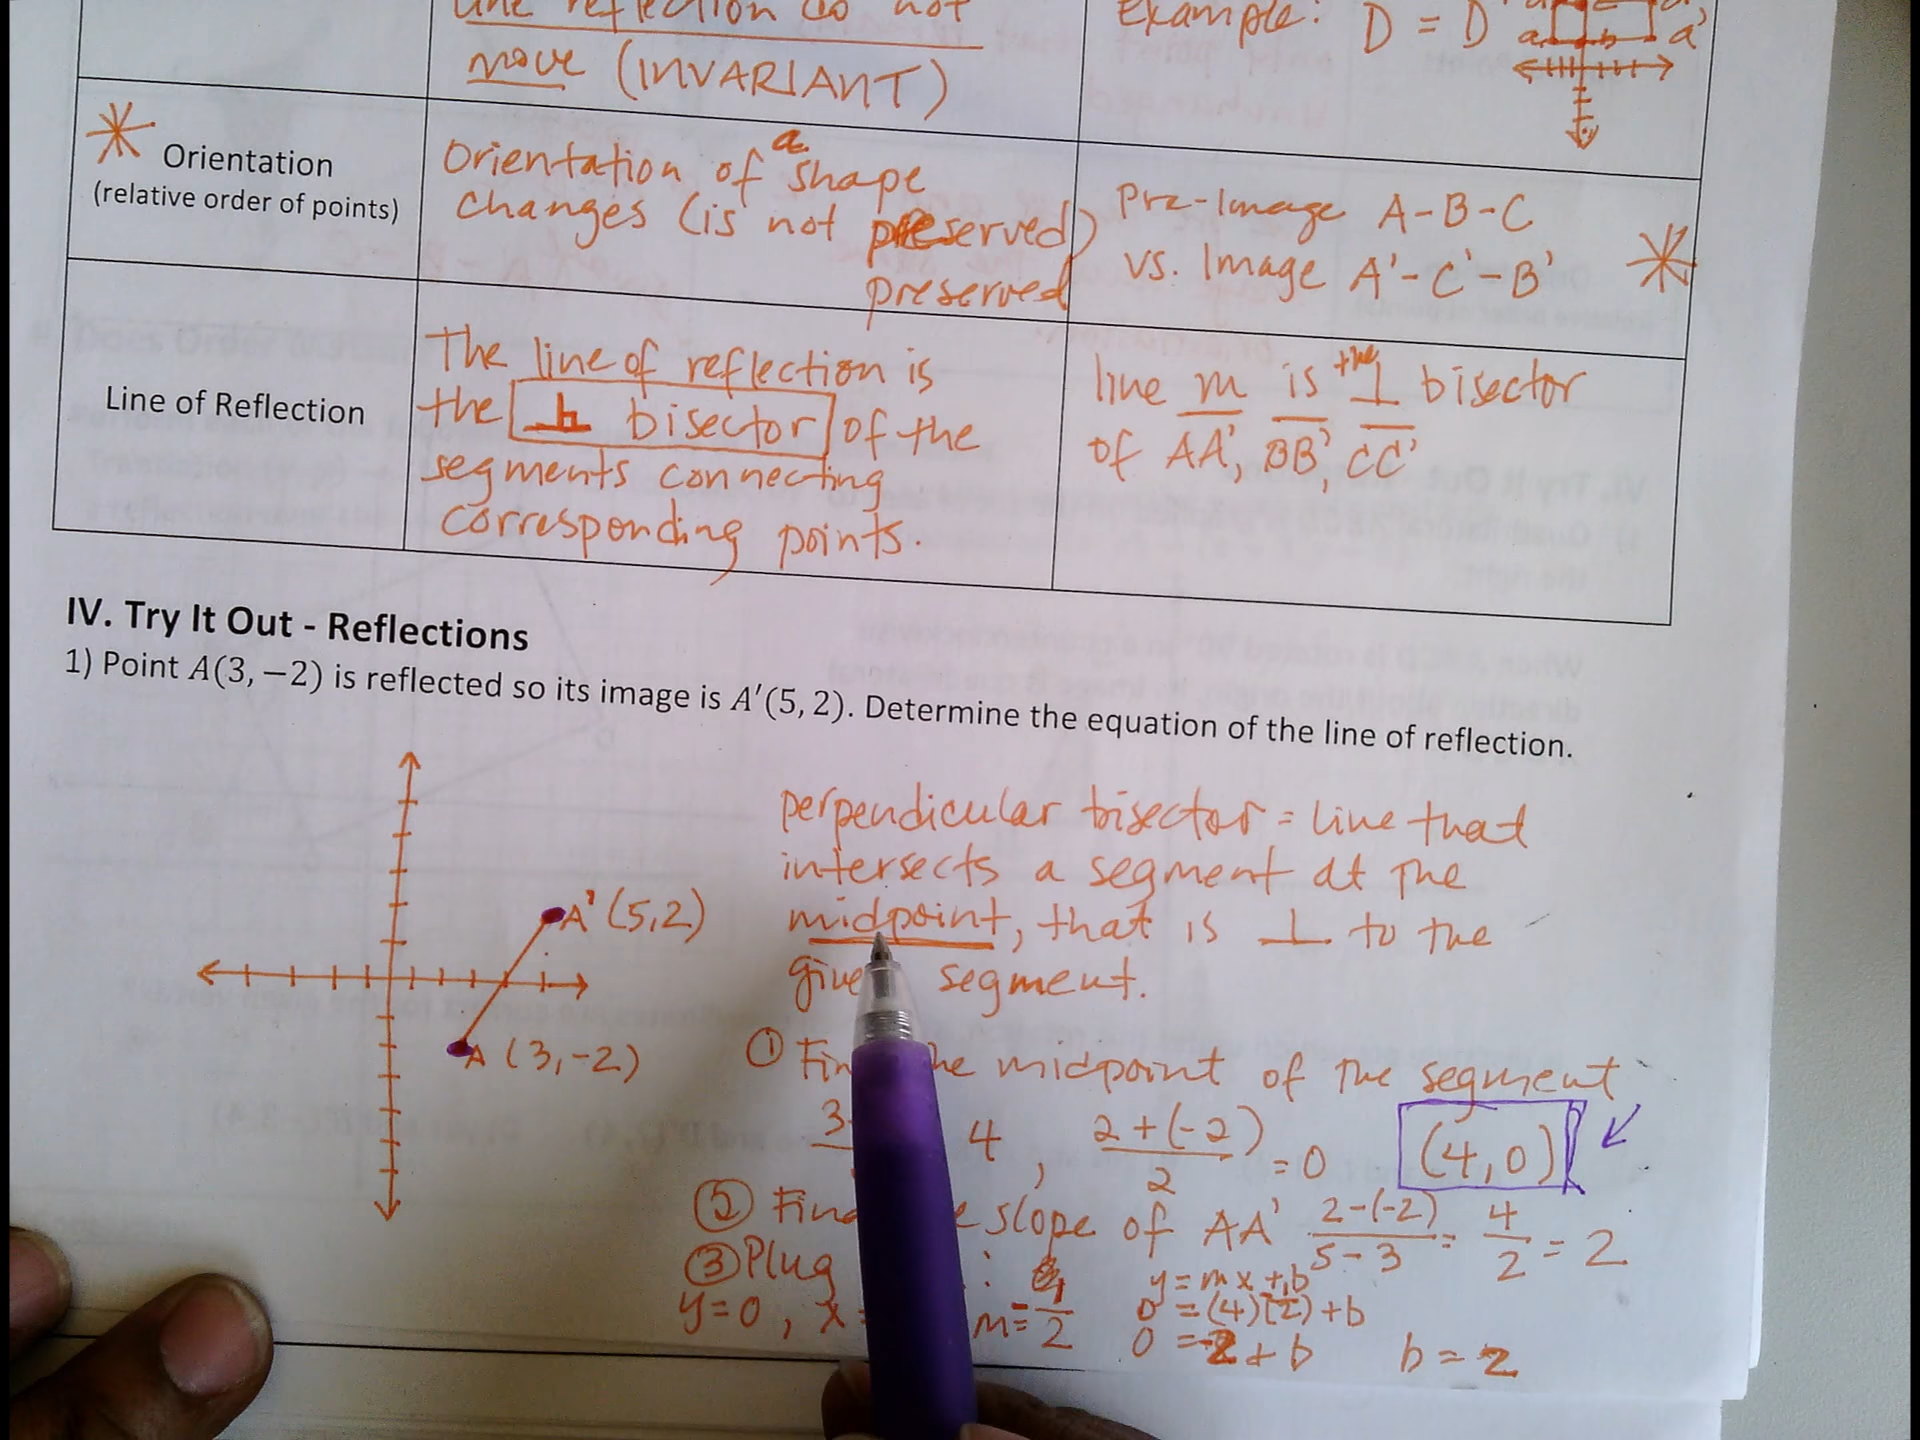 line reflection do not
move (INVARIANT)
Example: D = D'
a b a'
Orientation
(relative order of points)
Orientation of a shape
changes (is not preserved)
preserved
Pre-Image A-B-C
vs. Image A'-C'-B'
Line of Reflection
The line of reflection is
the ⊥ bisector of the
segments connecting
corresponding points.
line m is the ⊥ bisector
of AA', BB', CC'
IV. Try It Out - Reflections
1) Point A(3, −2) is reflected so its image is A′(5, 2). Determine the equation of the line of reflection.
A' (5,2)
A (3,-2)
perpendicular bisector = line that
intersects a segment at the
midpoint, that is ⊥ to the
give segment.
① Fin he midpoint of the segment
3 4, 2+(-2)/2 = 0 (4,0)
② Find e slope of AA' 2-(-2)/5-3 = 4/2 = 2
③ Plug :
y=0, x m=-1/2
y=mx+b
0 = -2 + b b = 2